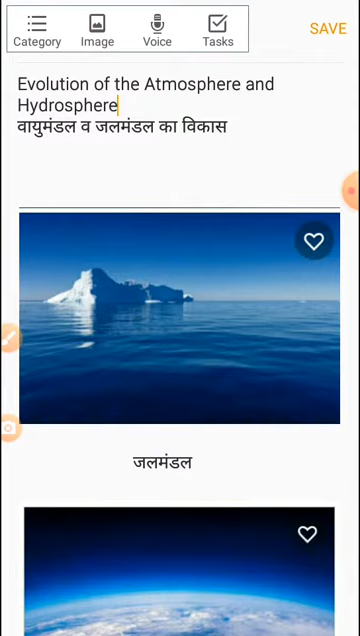 Category Image Voice Tasks SAVE
Evolution of the Atmosphere and
Hydrosphere
वायुमंडल व जलमंडल का विकास
जलमंडल